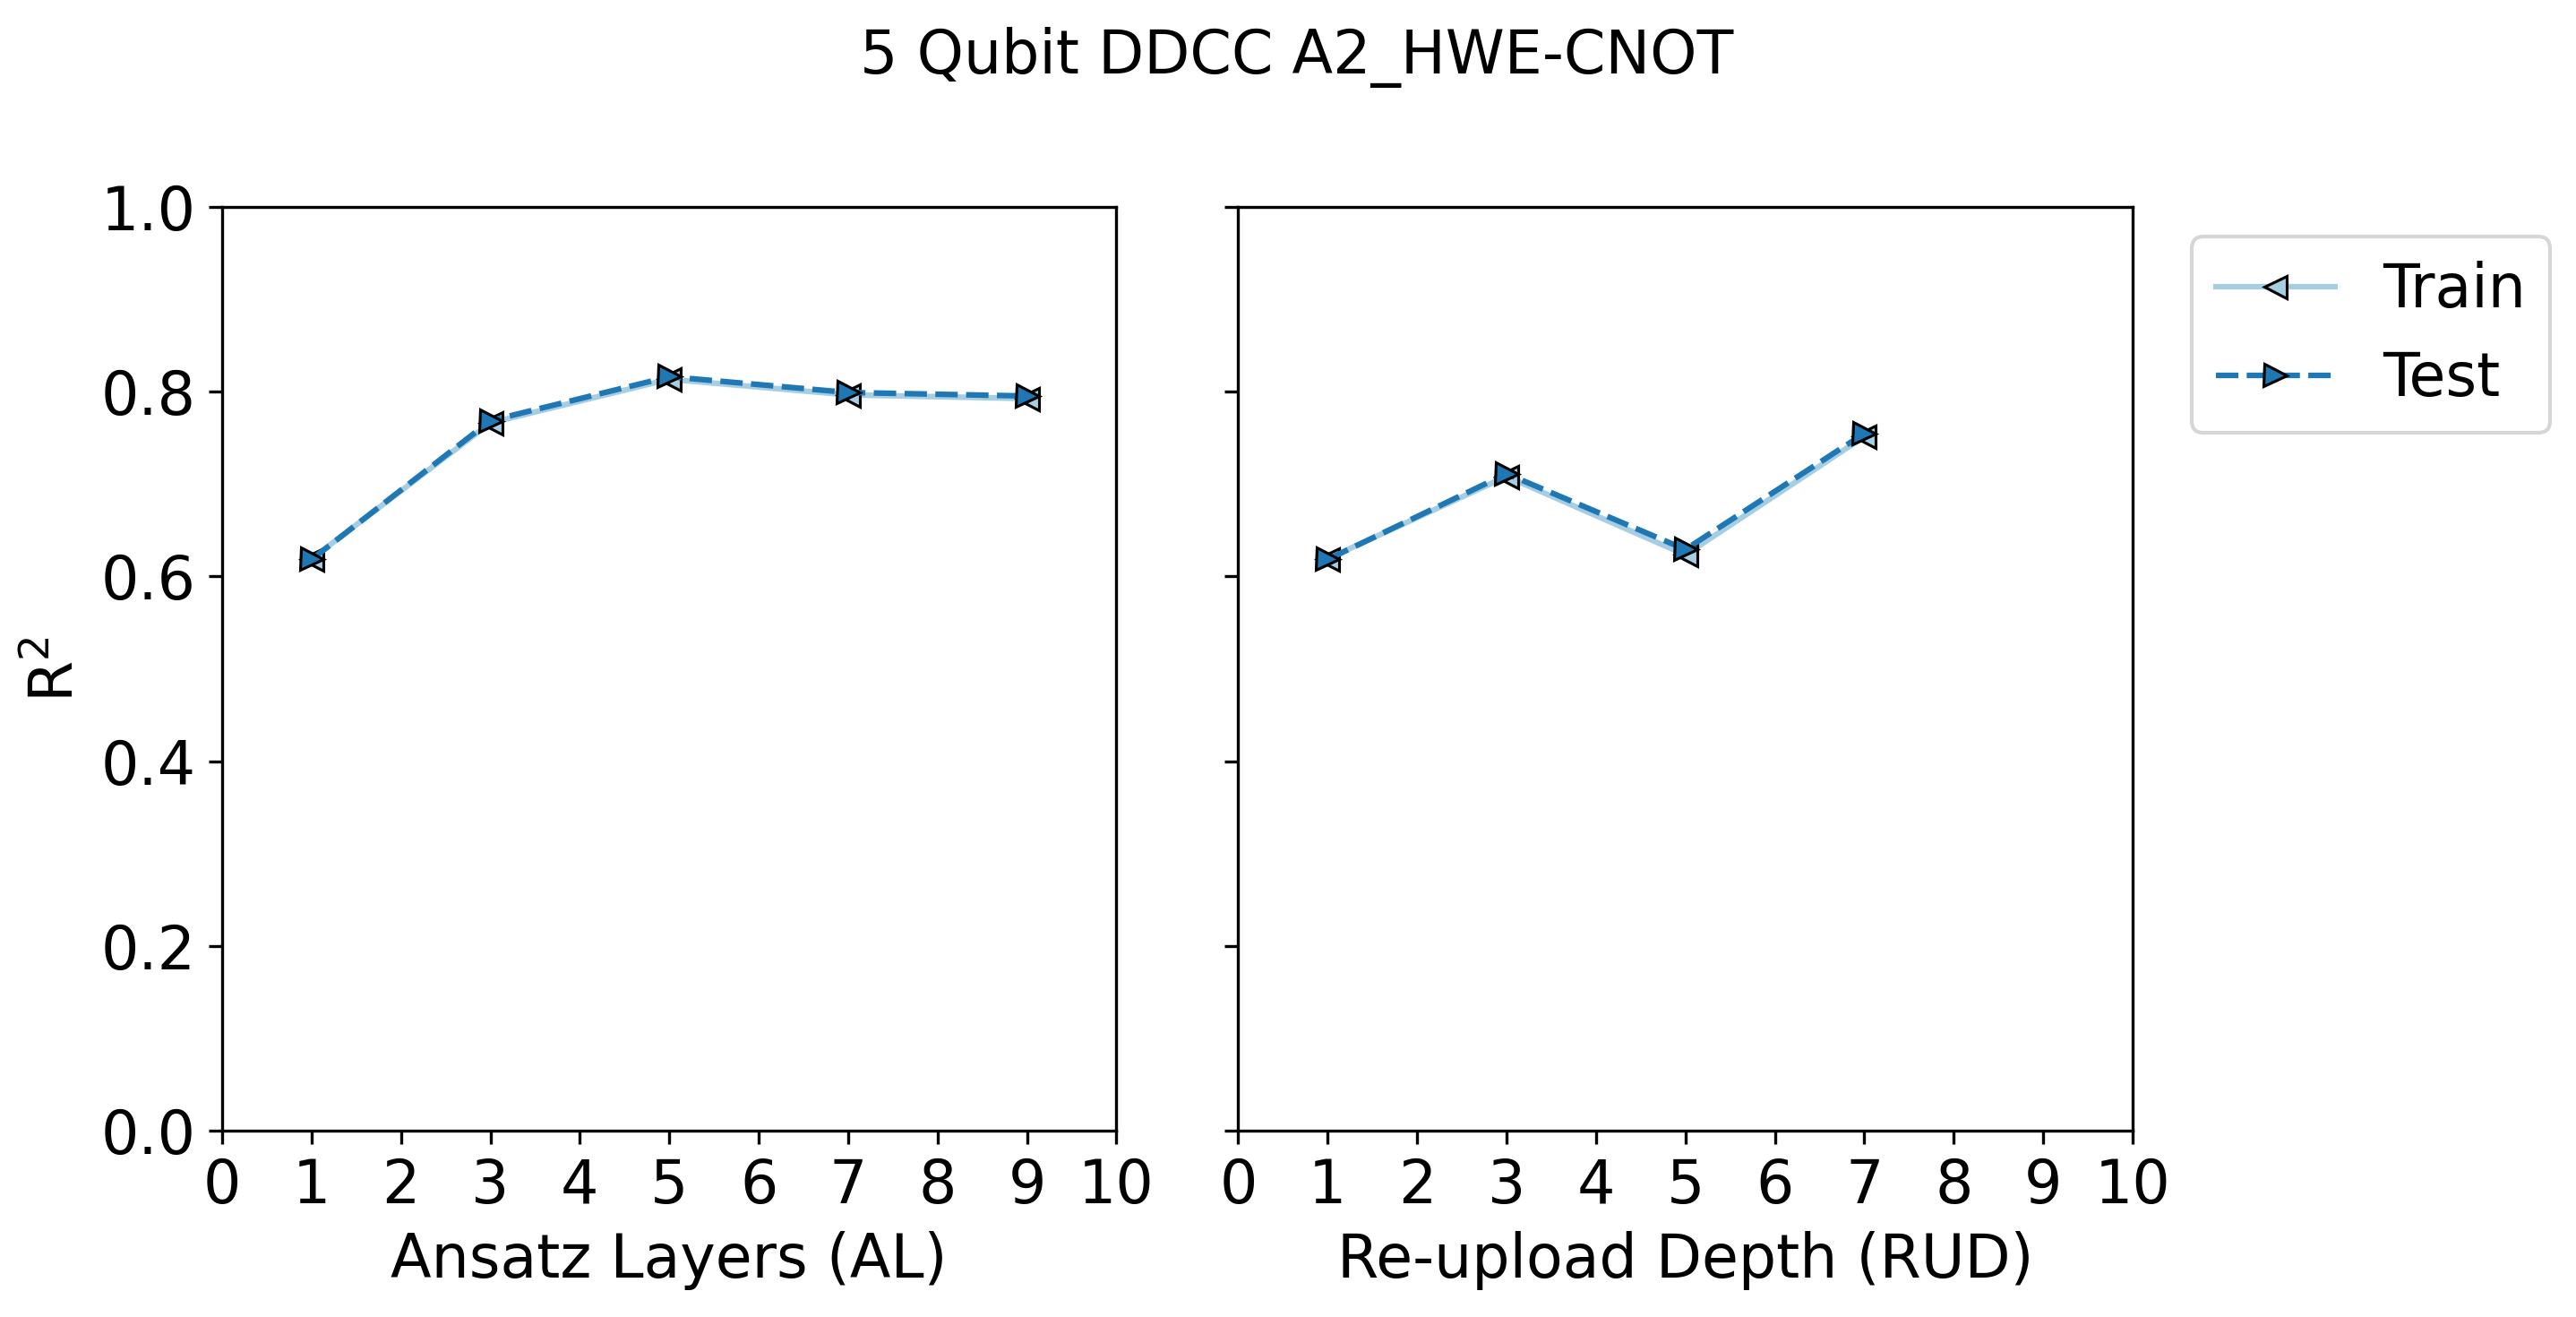 5 Qubit DDCC A2_HWE-CNOT
1.0
0.8
0.6
0.4
0.2
0.0
R²
0 1 2 3 4 5 6 7 8 9 10
Ansatz Layers (AL)
0 1 2 3 4 5 6 7 8 9 10
Re-upload Depth (RUD)
Train
Test